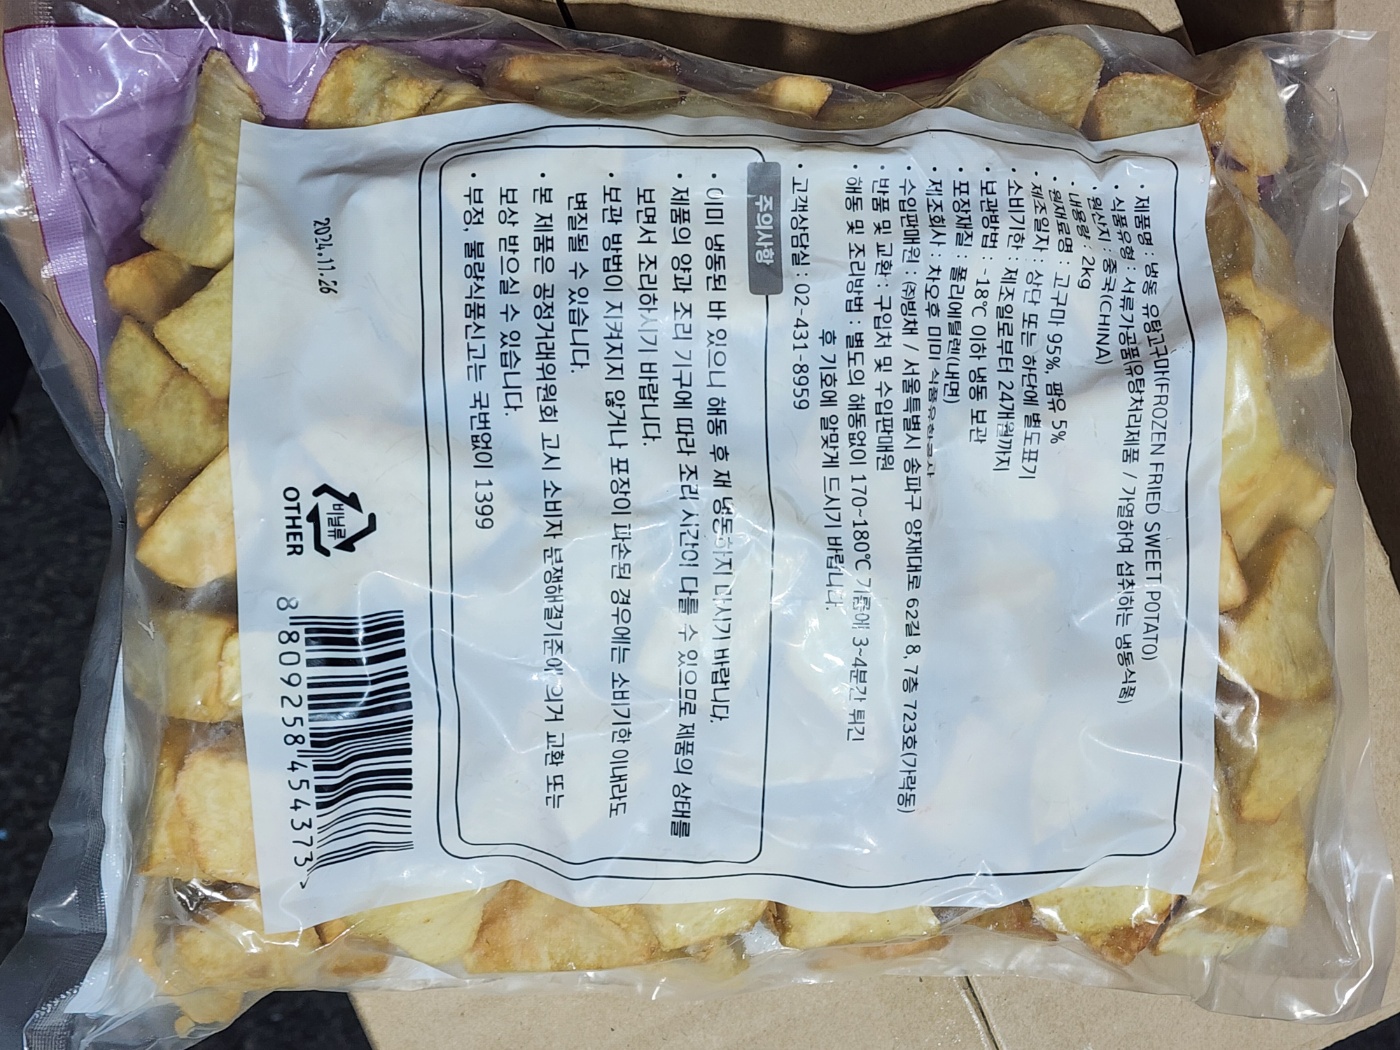 • 제품명 : 냉동 유탕고구마(FROZEN FRIED SWEET POTATO)
• 식품유형 : 서류가공품유탕처리제품 / 가열하여 섭취하는 냉동식품)
• 원산지 : 중국(CHINA)
• 내용량 : 2kg
• 원재료명 : 고구마 95%, 팜유 5%
• 제조일자 : 상단 또는 하단에 별도표기
• 소비기한 : 제조일로부터 24개월까지
• 보관방법 : -18℃ 이하 냉동 보관
• 포장재질 : 폴리에틸렌(내면)
• 제조회사 : 차오후 미미 식품유한공사
• 수입판매원 : ㈜방채 / 서울특별시 송파구 양재대로 62길 8, 7층 723호(가락동)
• 반품 및 교환 : 구입처 및 수입판매원
• 해동 및 조리방법 : 별도의 해동없이 170~180℃ 기름에 3~4분간 튀긴
후 기호에 알맞게 드시기 바랍니다.
• 고객상담실 : 02-431-8959
주의사항
• 이미 냉동된 바 있으니 해동 후 재 냉동하지 마시기 바랍니다.
• 제품의 양과 조리 기구에 따라 조리 시간이 다를 수 있으므로 제품의 상태를
보면서 조리하시기 바랍니다.
• 보관 방법이 지켜지지 않거나 포장이 파손된 경우에는 소비기한 이내라도
변질될 수 있습니다.
• 본 제품은 공정거래위원회 고시 소비자 분쟁해결기준에 의거 교환 또는
보상 받으실 수 있습니다.
• 부정, 불량식품신고는 국번없이 1399
2024.11.26
비닐류
OTHER
8 809258 454373 >